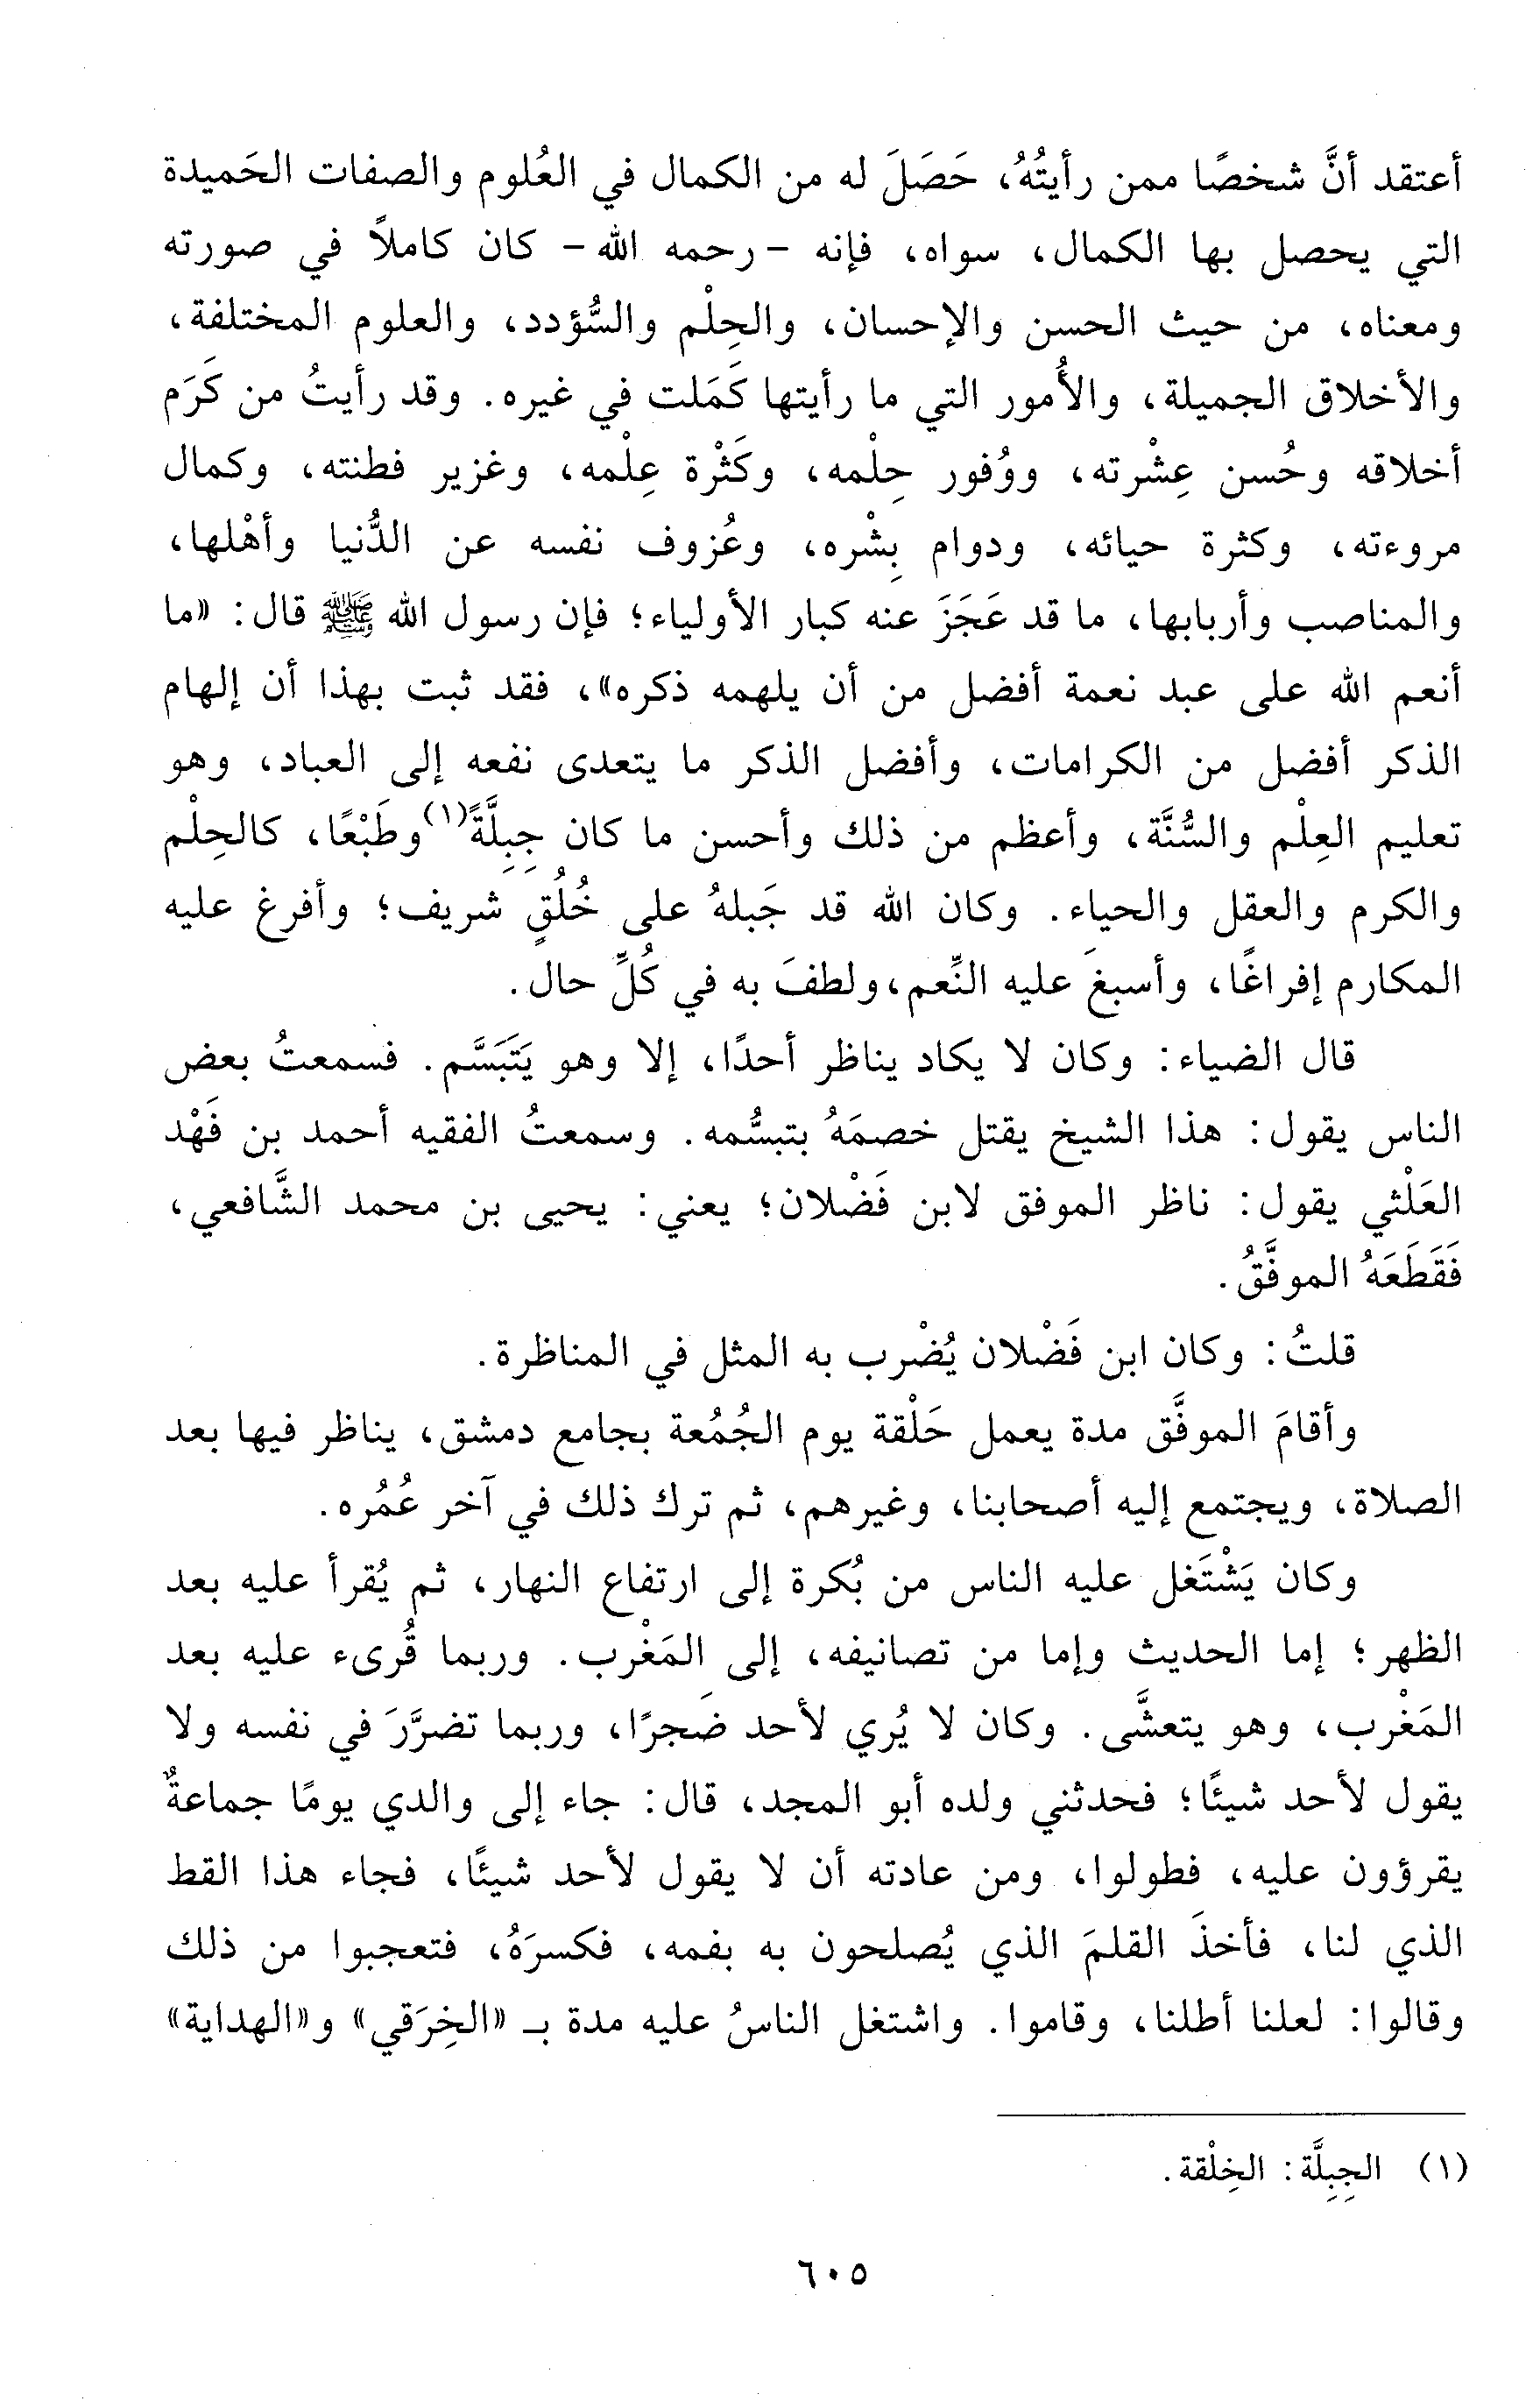 أعتقد أنَّ شخصًا ممن رأيتُهُ، حَصَلَ له من الكمال في العُلوم والصفات الحَميدة
التي يحصل بها الكمال، سواه، فإنه -رحمه الله- كان كاملاً في صورته
ومعناه، من حيث الحسن والإحسان، والحِلْم والسُّؤدد، والعلوم المختلفة،
والأخلاق الجميلة، والأُمور التي ما رأيتها كَمَلت في غيره. وقد رأيتُ من كَرَم
أخلاقه وحُسن عِشْرته، ووُفور حِلْمه، وكَثْرة عِلْمه، وغزير فطنته، وكمال
مروءته، وكثرة حيائه، ودوام بِشْره، وعُزوف نفسه عن الدُّنيا وأهْلها،
والمناصب وأربابها، ما قد عَجَزَ عنه كبار الأولياء؛ فإن رسول الله ﷺ قال: «ما
أنعم الله على عبد نعمة أفضل من أن يلهمه ذكره»، فقد ثبت بهذا أن إلهام
الذكر أفضل من الكرامات، وأفضل الذكر ما يتعدى نفعه إلى العباد، وهو
تعليم العِلْم والسُّنَّة، وأعظم من ذلك وأحسن ما كان جِبِلَّةً(١) وطَبْعًا، كالحِلْم
والكرم والعقل والحياء. وكان الله قد جَبلهُ على خُلُقٍ شريف؛ وأفرغ عليه
المكارم إفراغًا، وأسبغَ عليه النِّعم، ولطفَ به في كُلِّ حال.
قال الضياء: وكان لا يكاد يناظر أحدًا، إلا وهو يَتَبَسَّم. فسمعتُ بعض
الناس يقول: هذا الشيخ يقتل خصمَهُ بتبسُّمه. وسمعتُ الفقيه أحمد بن فَهْد
العَلْثي يقول: ناظر الموفق لابن فَضْلان؛ يعني: يحيى بن محمد الشَّافعي،
فَقَطَعَهُ الموفَّقُ.
قلتُ: وكان ابن فَضْلان يُضْرب به المثل في المناظرة.
وأقامَ الموفَّق مدة يعمل حَلْقة يوم الجُمُعة بجامع دمشق، يناظر فيها بعد
الصلاة، ويجتمع إليه أصحابنا، وغيرهم، ثم ترك ذلك في آخر عُمُره.
وكان يَشْتَغل عليه الناس من بُكرة إلى ارتفاع النهار، ثم يُقرأ عليه بعد
الظهر؛ إما الحديث وإما من تصانيفه، إلى المَغْرب. وربما قُرىء عليه بعد
المَغْرب، وهو يتعشَّى. وكان لا يُري لأحد ضَجرًا، وربما تضرَّرَ في نفسه ولا
يقول لأحد شيئًا؛ فحدثني ولده أبو المجد، قال: جاء إلى والدي يومًا جماعةٌ
يقرؤون عليه، فطولوا، ومن عادته أن لا يقول لأحد شيئًا، فجاء هذا القط
الذي لنا، فأخذَ القلمَ الذي يُصلحون به بفمه، فكسرَهُ، فتعجبوا من ذلك
وقالوا: لعلنا أطلنا، وقاموا. واشتغل الناسُ عليه مدة بـ «الخِرَقي» و«الهداية»
(١) الجِبِلَّة: الخِلْقة.
٦٠٥